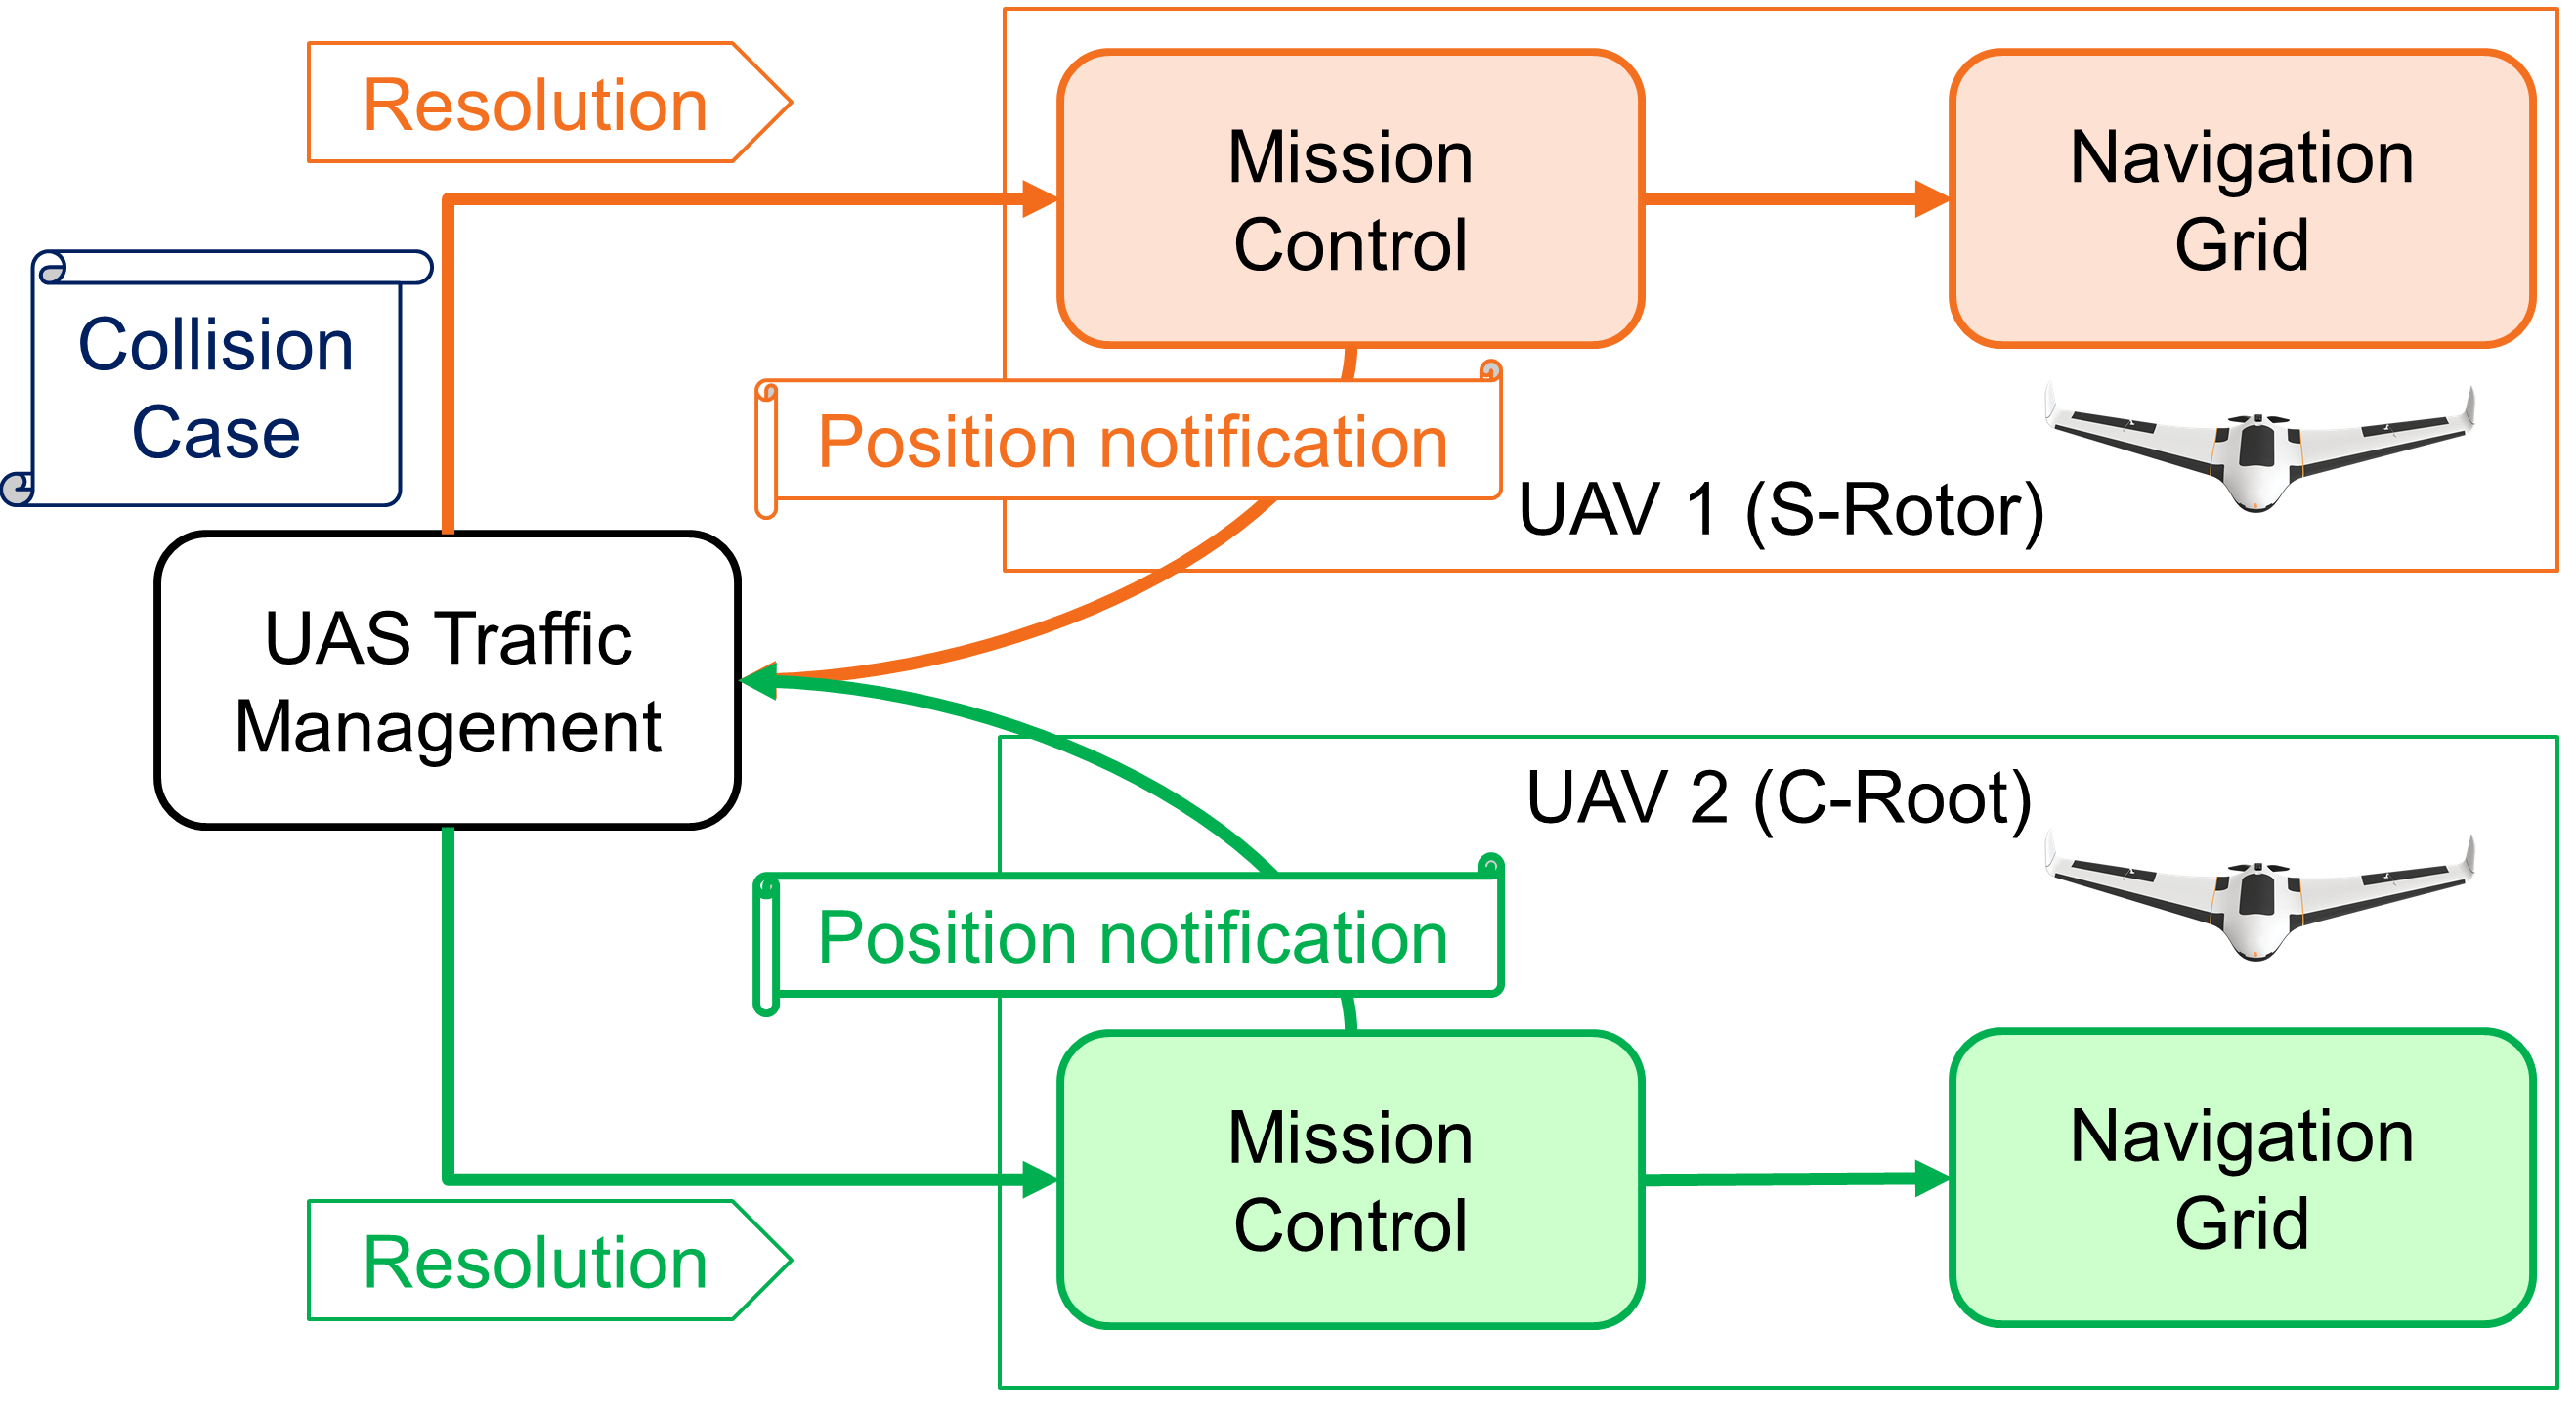 Resolution
Mission
Control
Navigation
Grid
Collision
Case
Position notification
UAV 1 (S-Rotor)
UAS Traffic
Management
UAV 2 (C-Root)
Position notification
Mission
Control
Navigation
Grid
Resolution